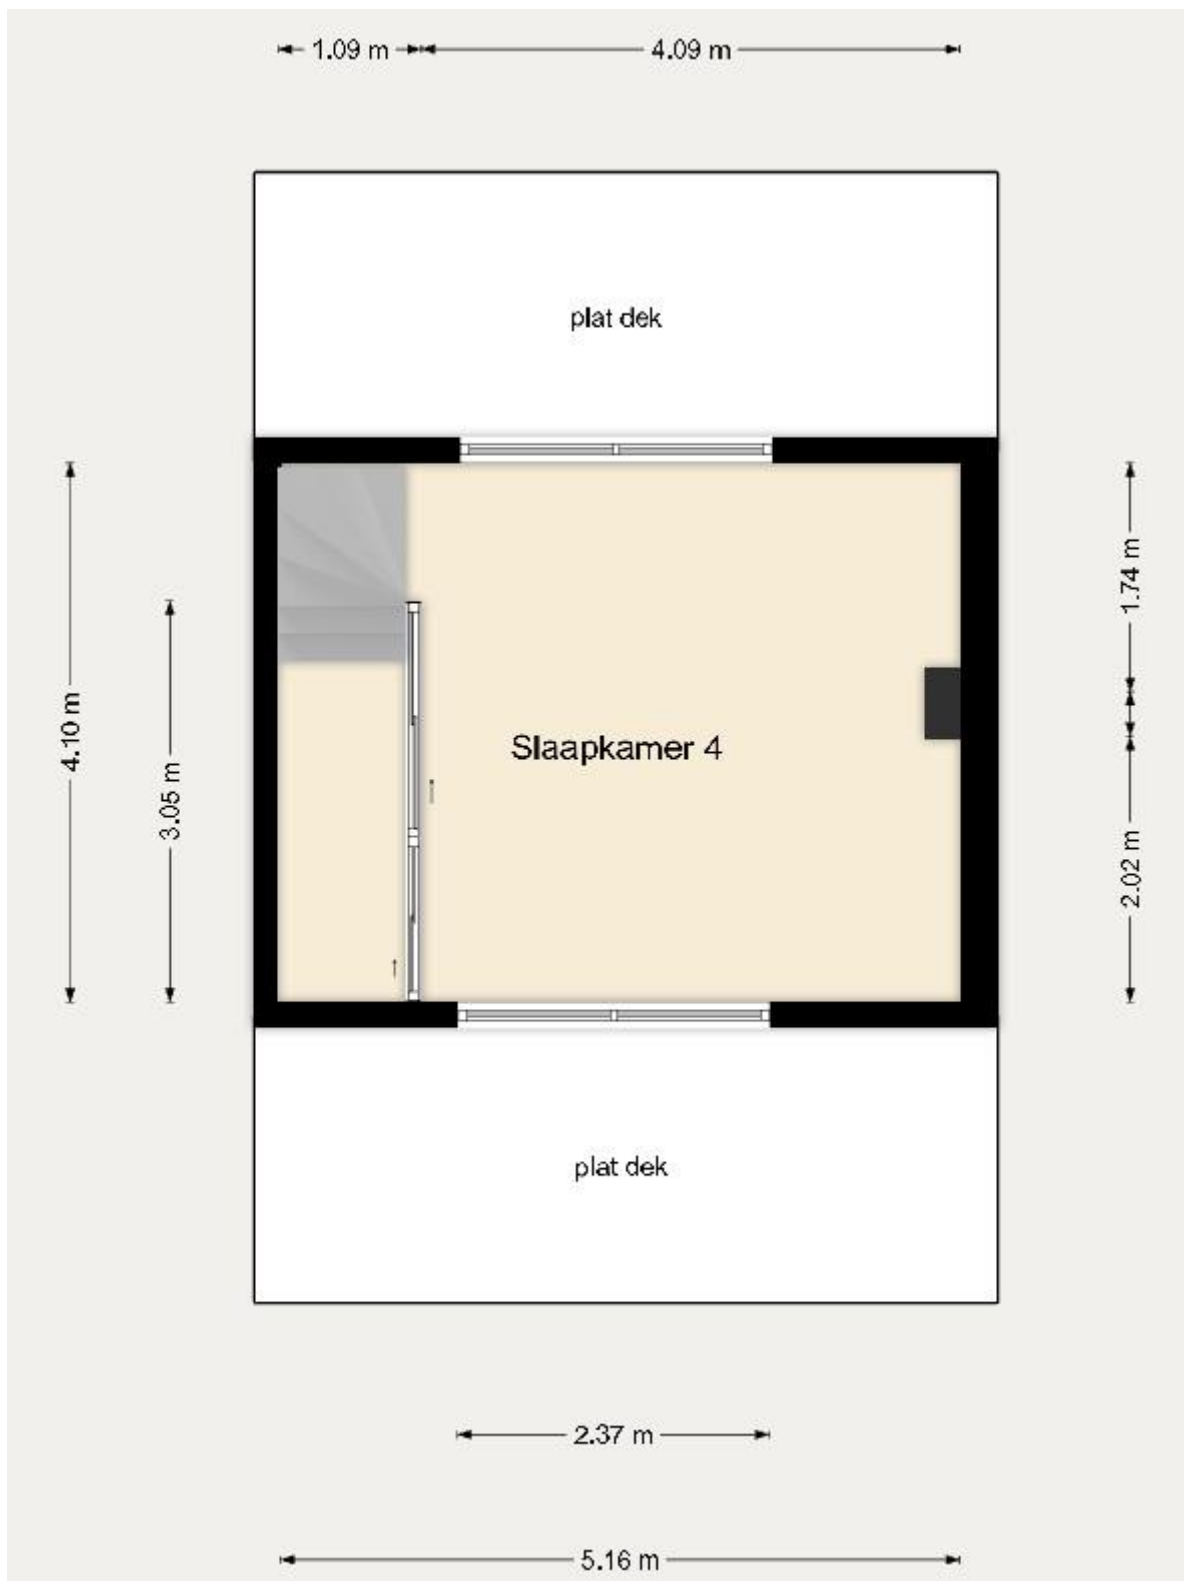 1.09 m 4.09 m
plat dek
1.74 m
4.10 m
3.05 m
Slaapkamer 4
2.02 m
plat dek
2.37 m
5.16 m